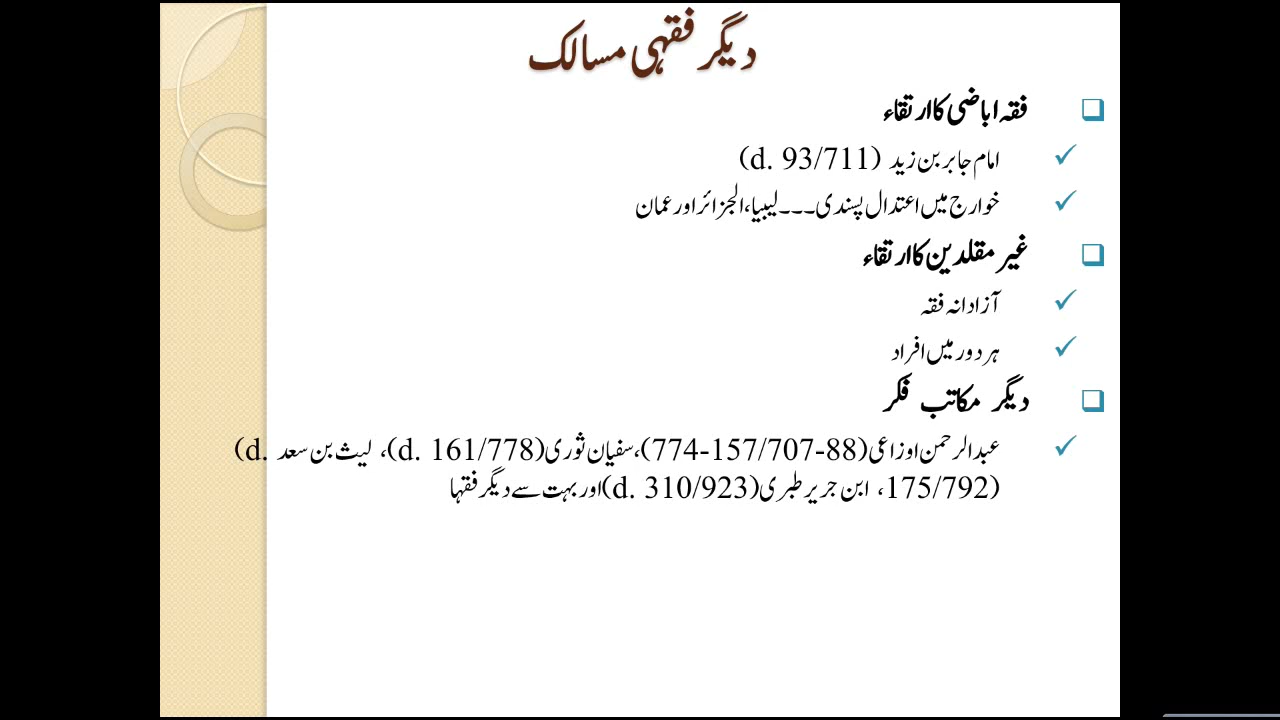 دیگر فقہی مسالک
فقہ اباضی کا ارتقاء
امام جابر بن زید (d. 93/711)
خوارج میں اعتدال پسندی۔۔۔لیبیا، الجزائر اور عمان
غیر مقلدین کا ارتقاء
آزادانہ فقہ
ہر دور میں افراد
دیگر مکاتب فکر
عبدالرحمن اوزاعی (88-157/707-774)، سفیان ثوری (d. 161/778)، لیث بن سعد (d.
175/792)، ابن جریر طبری (d. 310/923) اور بہت سے دیگر فقہا